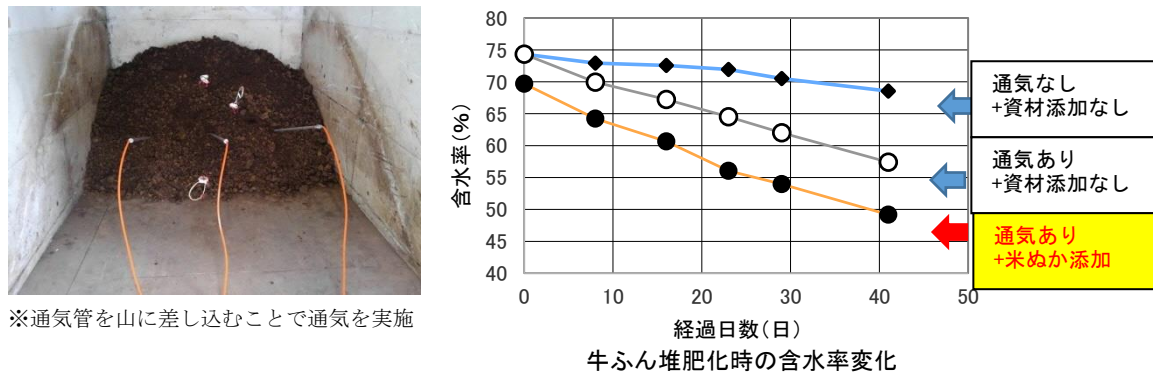 ※通気管を山に差し込むことで通気を実施
80
75
70
65
60
55
50
45
40
含水率(%)
0
10
20
30
40
50
経過日数(日)
牛ふん堆肥化時の含水率変化
通気なし
+資材添加なし
通気あり
+資材添加なし
通気あり
+米ぬか添加